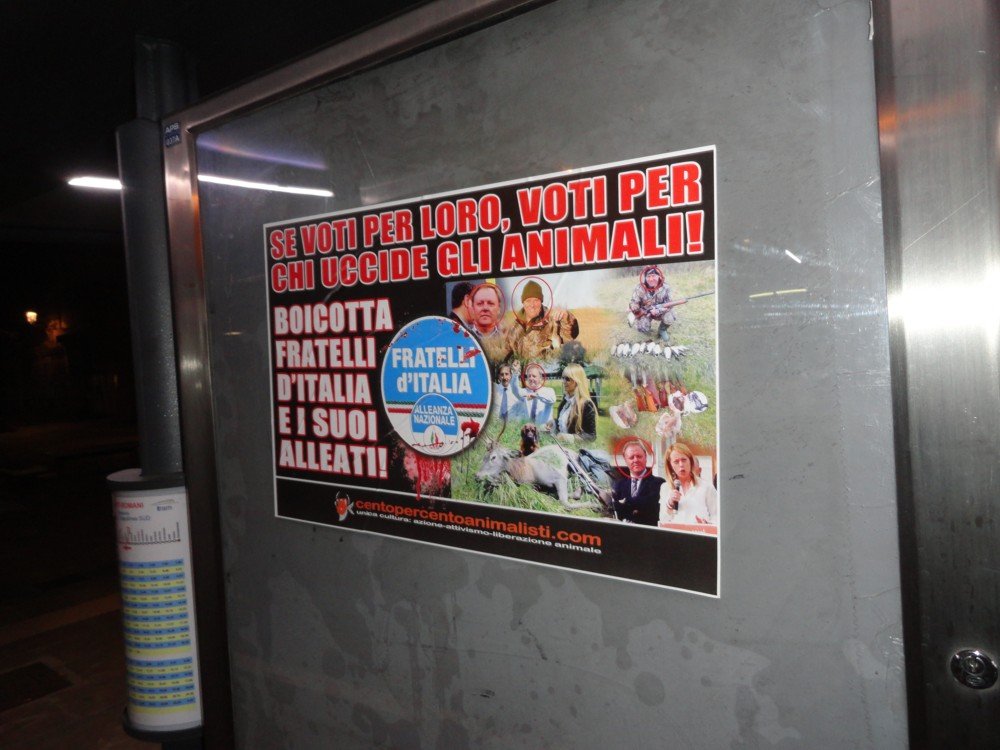 SE VOTI PER LORO, VOTI PER
CHI UCCIDE GLI ANIMALI!
BOICOTTA
FRATELLI
D'ITALIA
E I SUOI
ALLEATI!
FRATELLI
d'ITALIA
ALLEANZA
NAZIONALE
centopercentoanimalisti.com
unica cultura: azione-attivismo-liberazione animale
APS